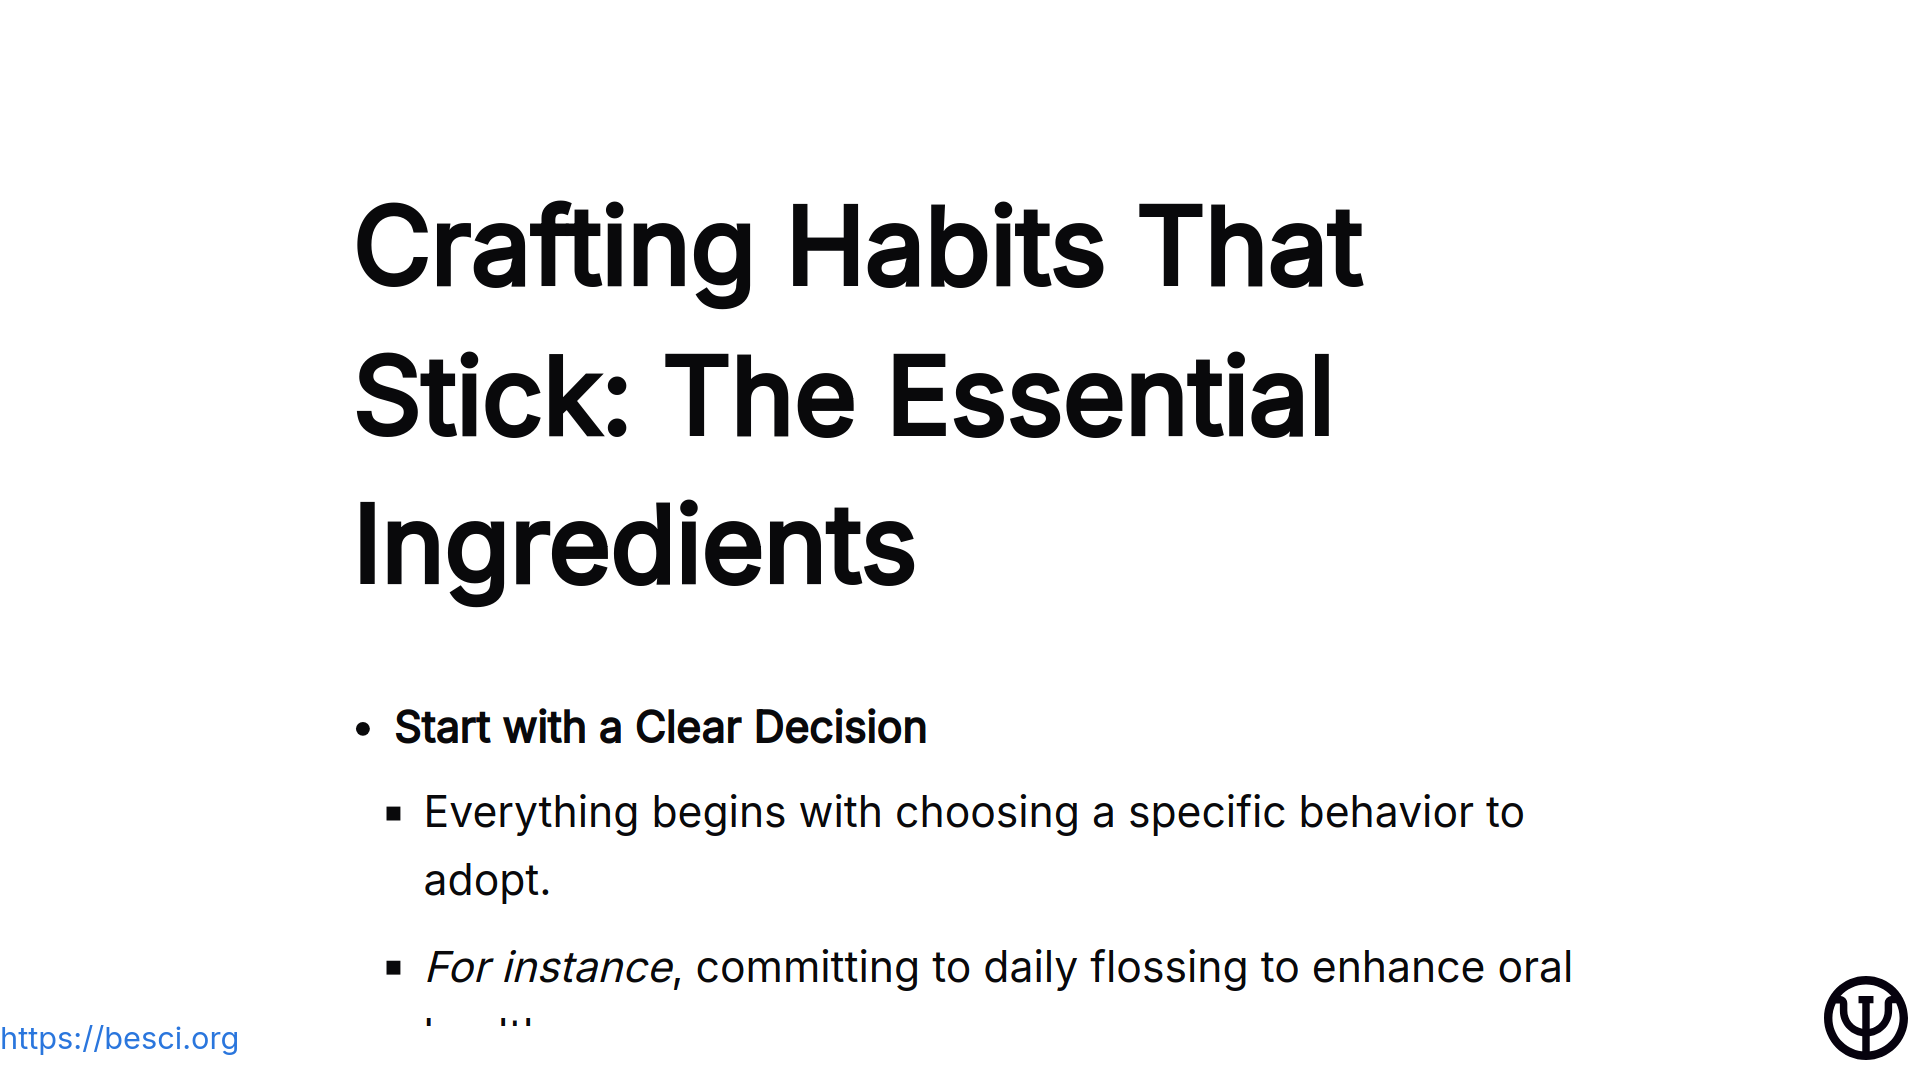 Crafting Habits That
Stick: The Essential
Ingredients
• Start with a Clear Decision
▪ Everything begins with choosing a specific behavior to
adopt.
▪ For instance, committing to daily flossing to enhance oral
https://besci.org